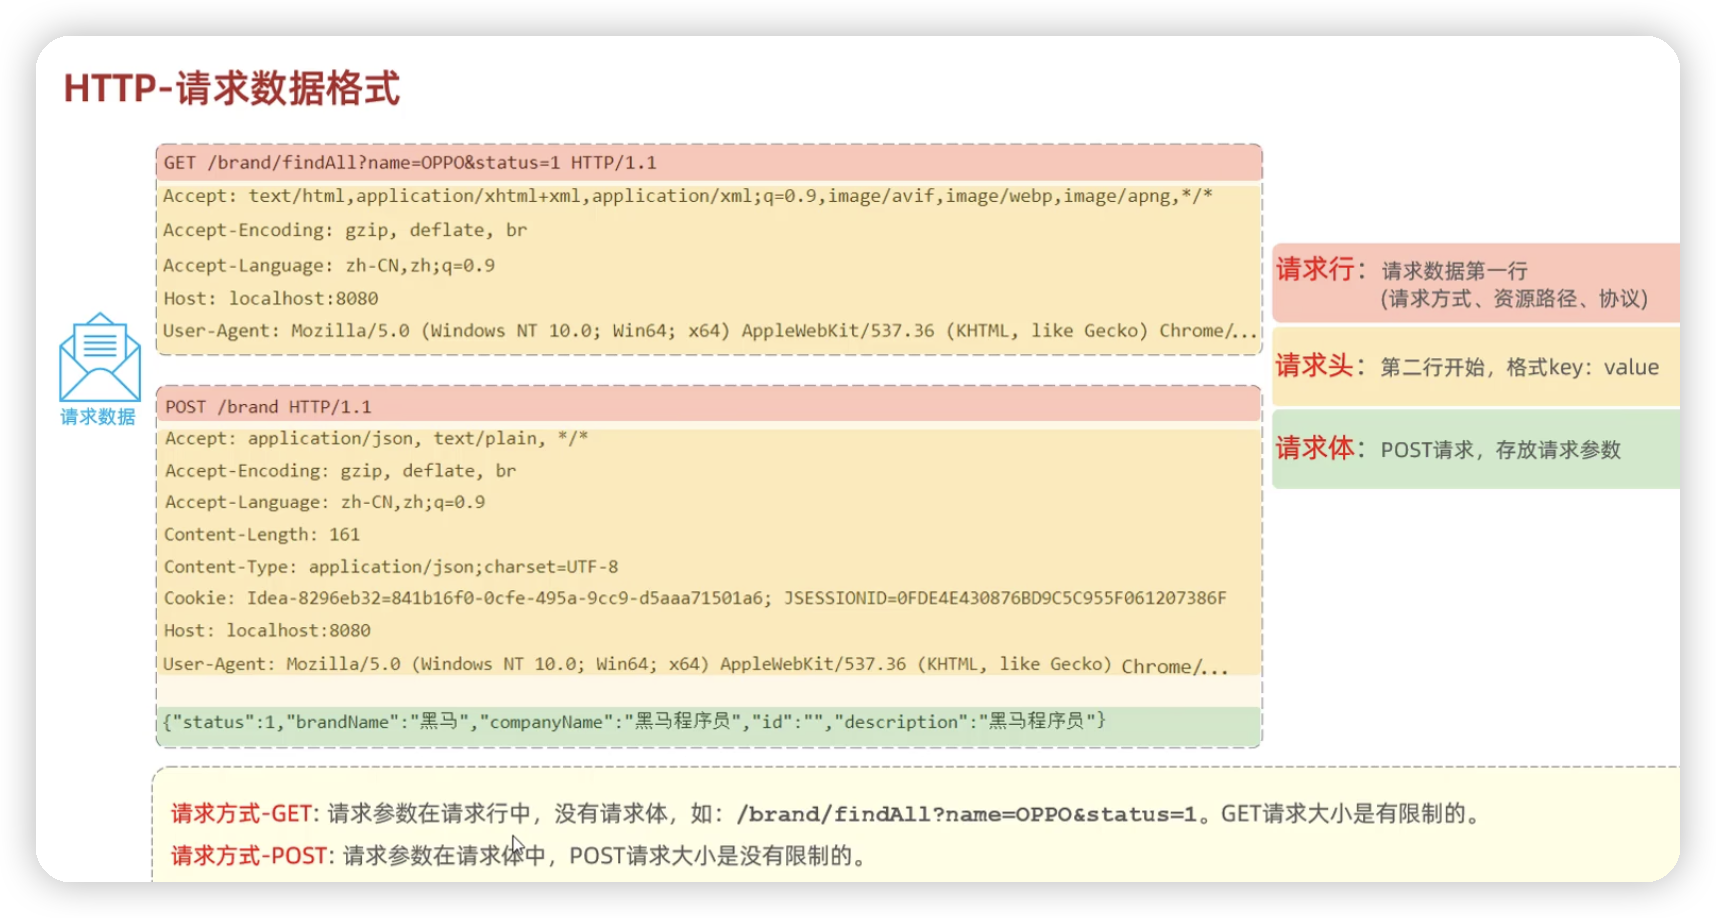 HTTP-请求数据格式
GET /brand/findAll?name=OPPO&status=1 HTTP/1.1
Accept: text/html,application/xhtml+xml,application/xml;q=0.9,image/avif,image/webp,image/apng,*/*
Accept-Encoding: gzip, deflate, br
Accept-Language: zh-CN,zh;q=0.9
Host: localhost:8080
User-Agent: Mozilla/5.0 (Windows NT 10.0; Win64; x64) AppleWebKit/537.36 (KHTML, like Gecko) Chrome/...
请求数据
POST /brand HTTP/1.1
Accept: application/json, text/plain, */*
Accept-Encoding: gzip, deflate, br
Accept-Language: zh-CN,zh;q=0.9
Content-Length: 161
Content-Type: application/json;charset=UTF-8
Cookie: Idea-8296eb32=841b16f0-0cfe-495a-9cc9-d5aaa71501a6; JSESSIONID=0FDE4E430876BD9C5C955F061207386F
Host: localhost:8080
User-Agent: Mozilla/5.0 (Windows NT 10.0; Win64; x64) AppleWebKit/537.36 (KHTML, like Gecko) Chrome/...
{"status":1,"brandName":"黑马","companyName":"黑马程序员","id":"","description":"黑马程序员"}
请求行：请求数据第一行
(请求方式、资源路径、协议)
请求头：第二行开始，格式key：value
请求体：POST请求，存放请求参数
请求方式-GET: 请求参数在请求行中，没有请求体，如：/brand/findAll?name=OPPO&status=1。GET请求大小是有限制的。
请求方式-POST: 请求参数在请求体中，POST请求大小是没有限制的。